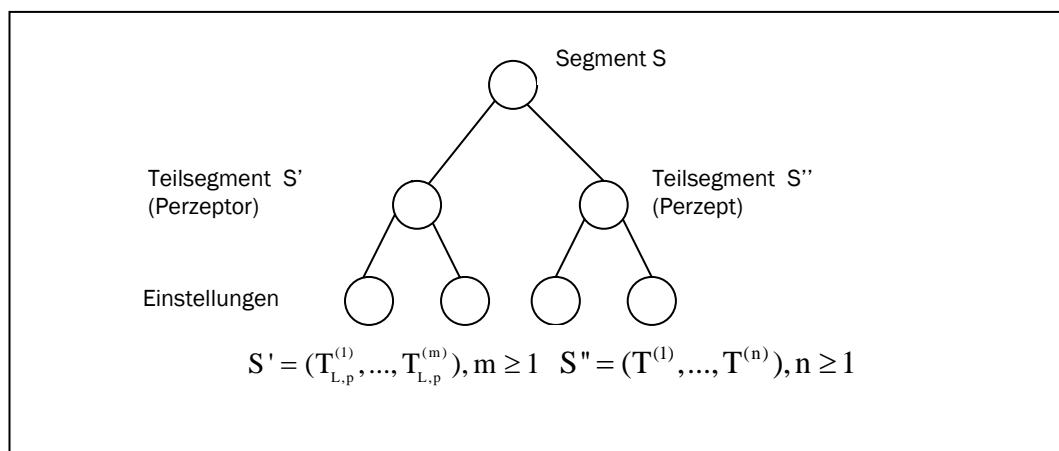 Segment S
Teilsegment S’
(Perzeptor)
Teilsegment S’’
(Perzept)
Einstellungen
S' = (T_{L,p}^{(1)},...,T_{L,p}^{(m)}), m ≥ 1 S" = (T^{(1)},...,T^{(n)}), n ≥ 1